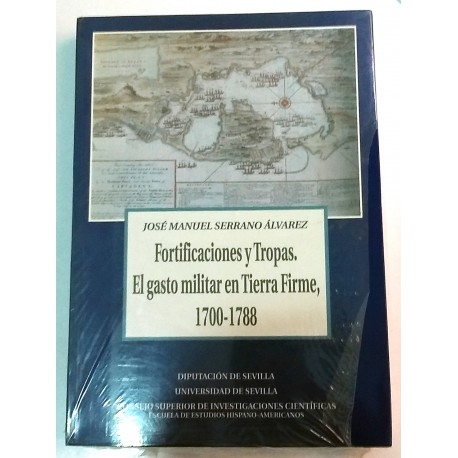 JOSÉ MANUEL SERRANO ÁLVAREZ
Fortificaciones y Tropas.
El gasto militar en Tierra Firme,
1700-1788
DIPUTACIÓN DE SEVILLA
UNIVERSIDAD DE SEVILLA
CONSEJO SUPERIOR DE INVESTIGACIONES CIENTÍFICAS
ESCUELA DE ESTUDIOS HISPANO-AMERICANOS